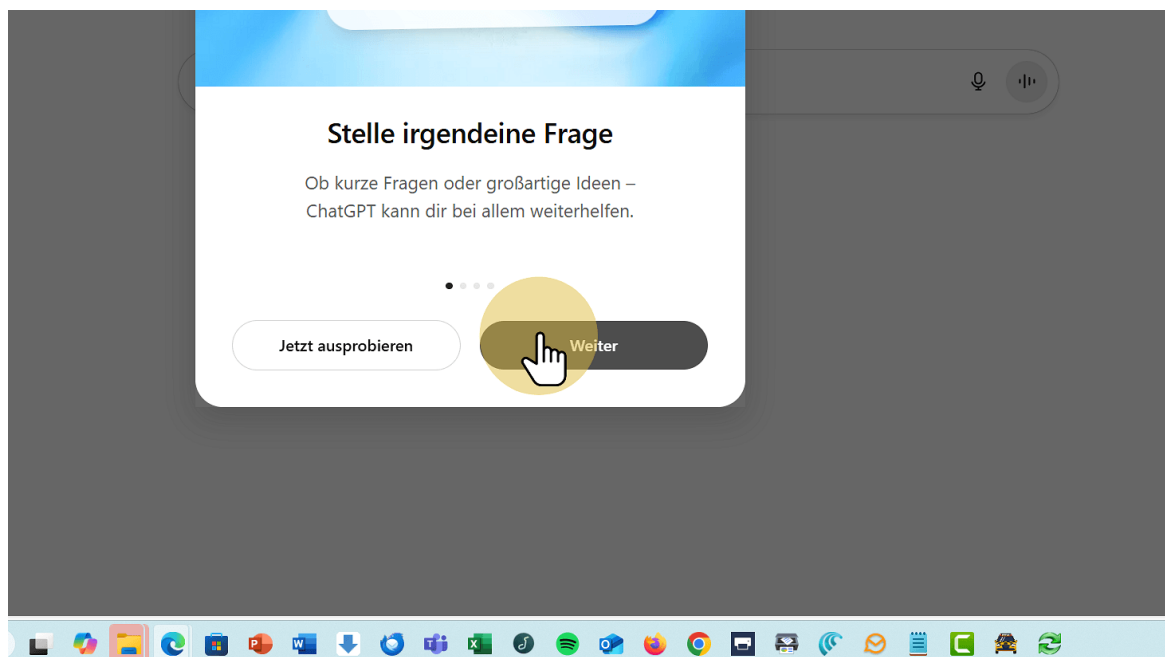 Stelle irgendeine Frage
Ob kurze Fragen oder großartige Ideen –
ChatGPT kann dir bei allem weiterhelfen.
Jetzt ausprobieren
Weiter